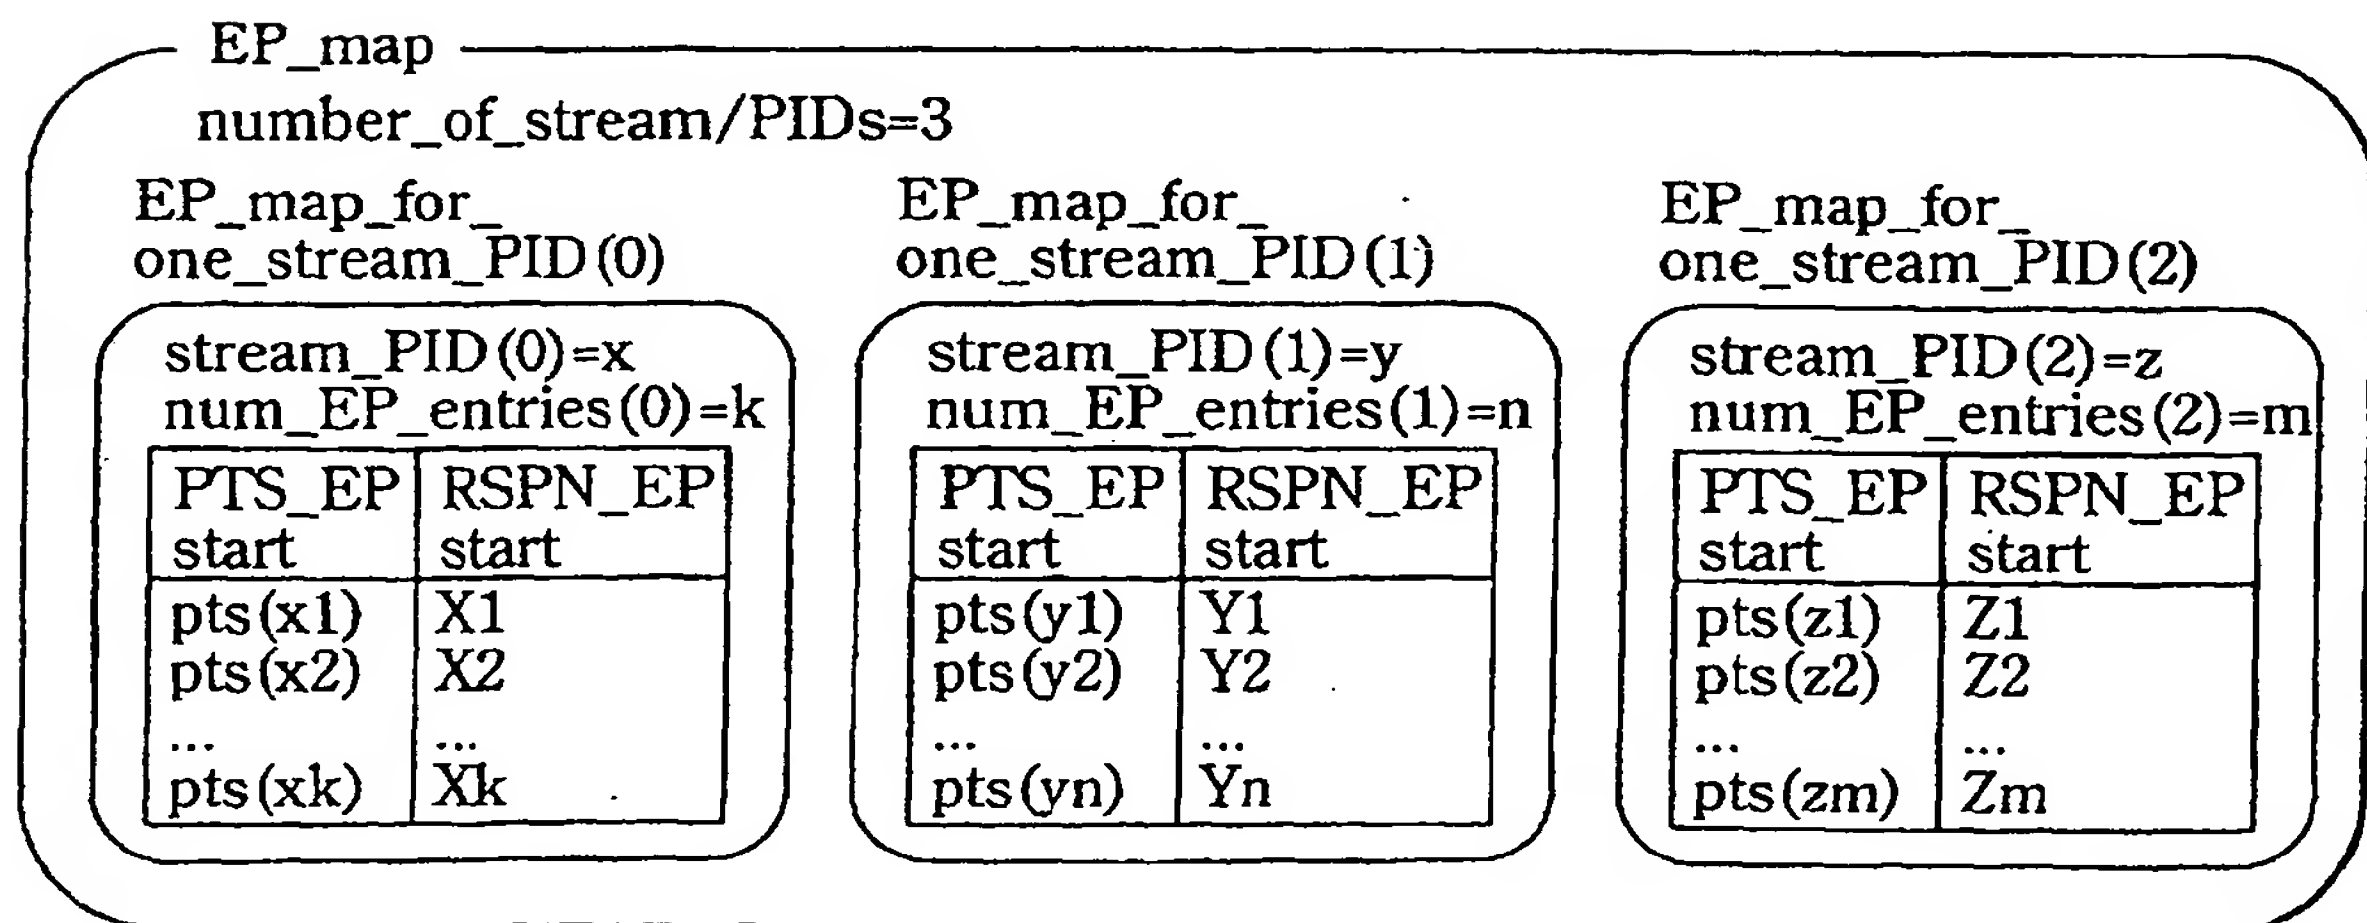 EP_map
number_of_stream/PIDs=3
EP_map_for_
one_stream_PID(0)
stream_PID(0)=x
num_EP_entries(0)=k
PTS_EP RSPN_EP
start start
pts(x1) X1
pts(x2) X2
... ...
pts(xk) Xk
EP_map_for_
one_stream_PID(1)
stream_PID(1)=y
num_EP_entries(1)=n
PTS_EP RSPN_EP
start start
pts(y1) Y1
pts(y2) Y2
... ...
pts(yn) Yn
EP_map_for_
one_stream_PID(2)
stream_PID(2)=z
num_EP_entries(2)=m
PTS_EP RSPN_EP
start start
pts(z1) Z1
pts(z2) Z2
... ...
pts(zm) Zm